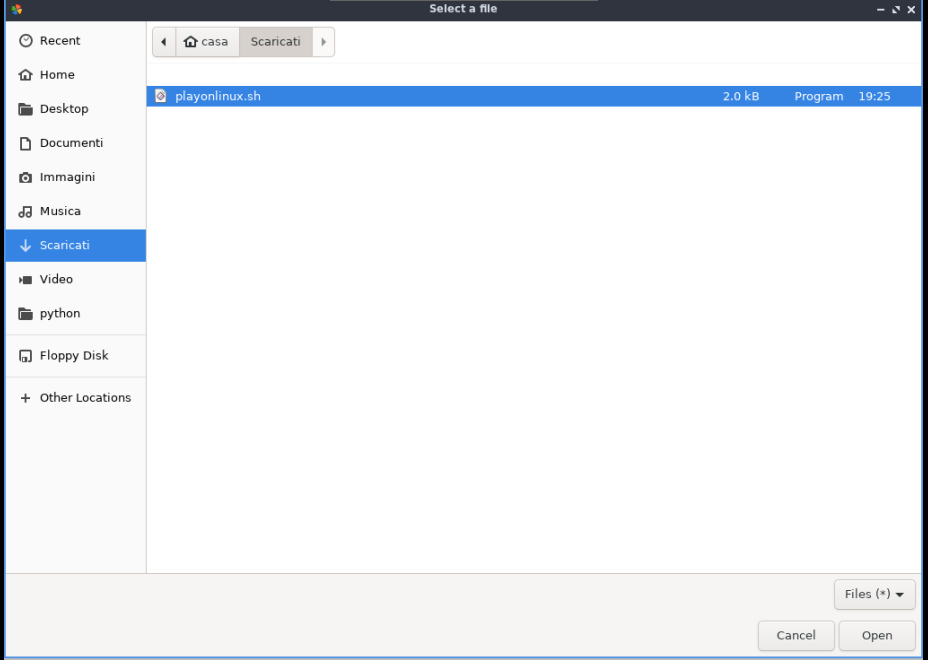 Select a file
Recent
Home
Desktop
Documenti
Immagini
Musica
Scaricati
Video
python
Floppy Disk
Other Locations
casa Scaricati
playonlinux.sh 2.0 kB Program 19:25
Files (*)
Cancel Open